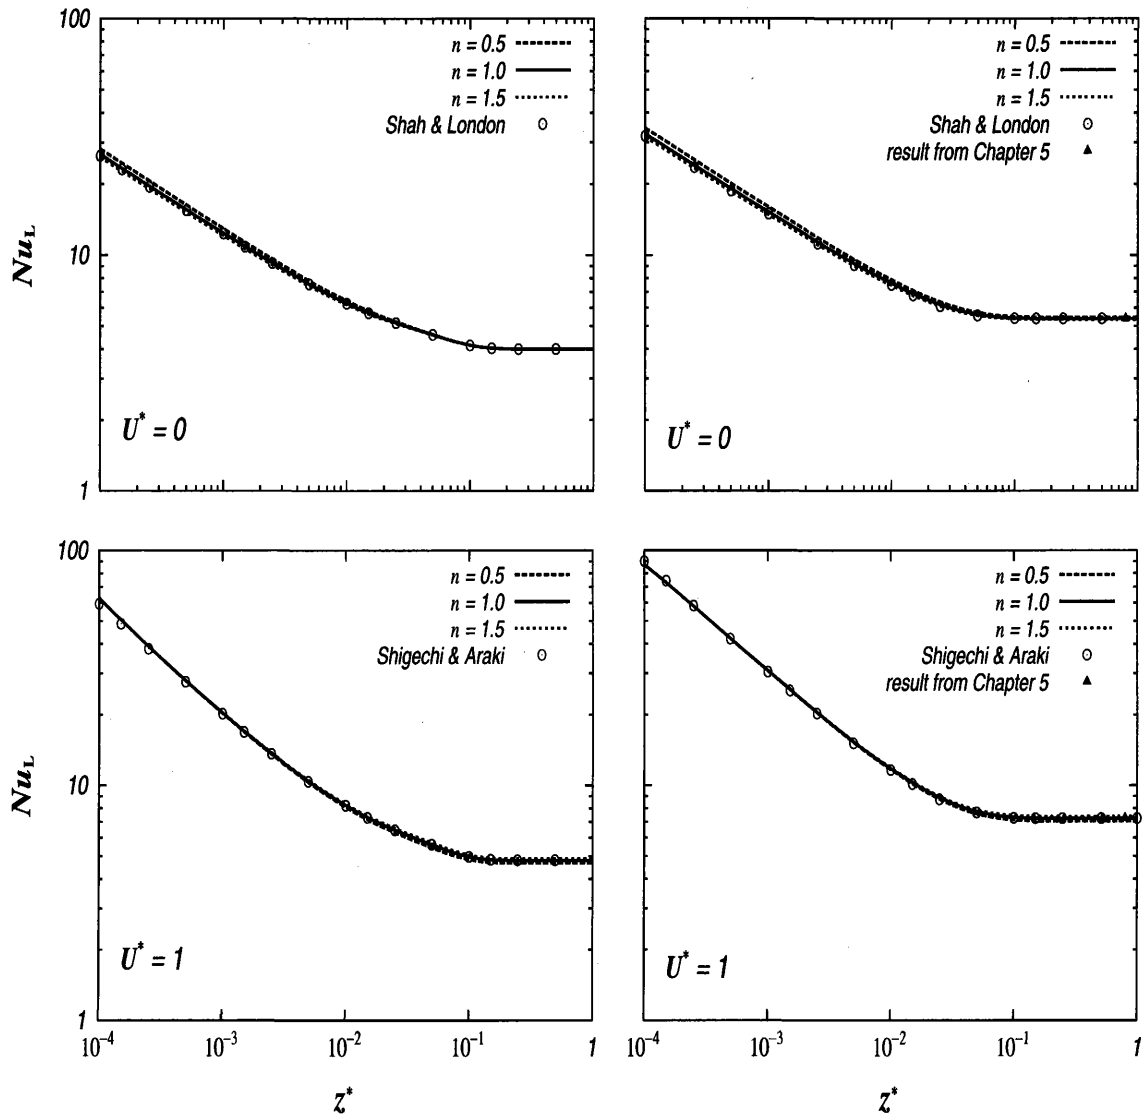 100
n = 0.5
n = 1.0
n = 1.5
Shah & London
Nu_L
10
U* = 0
1
n = 0.5
n = 1.0
n = 1.5
Shah & London
result from Chapter 5
U* = 0
100
n = 0.5
n = 1.0
n = 1.5
Shigechi & Araki
Nu_L
10
U* = 1
1
10⁻⁴ 10⁻³ 10⁻² 10⁻¹ 1
z*
n = 0.5
n = 1.0
n = 1.5
Shigechi & Araki
result from Chapter 5
U* = 1
10⁻⁴ 10⁻³ 10⁻² 10⁻¹ 1
z*